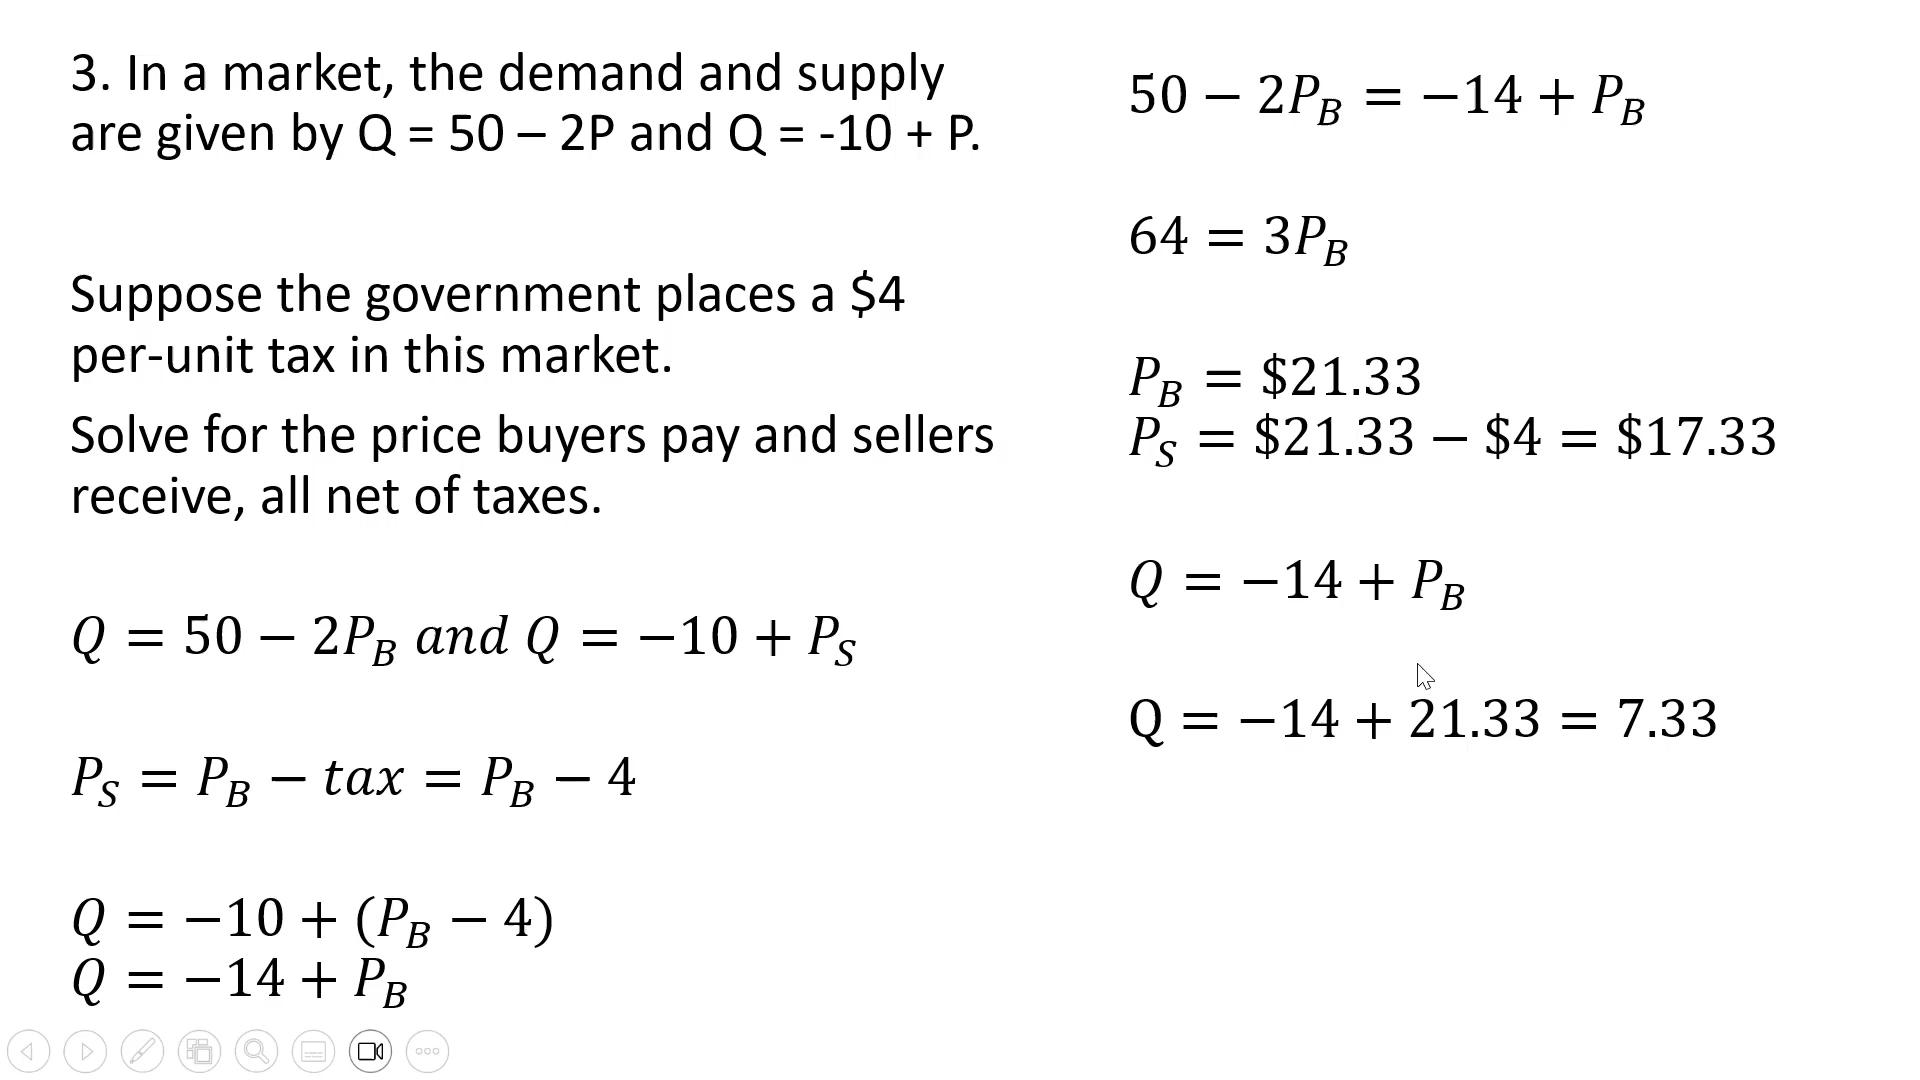 3. In a market, the demand and supply
are given by Q = 50 – 2P and Q = -10 + P.
Suppose the government places a $4
per-unit tax in this market.
Solve for the price buyers pay and sellers
receive, all net of taxes.
Q = 50 − 2P_B and Q = −10 + P_S
P_S = P_B − tax = P_B − 4
Q = −10 + (P_B − 4)
Q = −14 + P_B
50 − 2P_B = −14 + P_B
64 = 3P_B
P_B = $21.33
P_S = $21.33 − $4 = $17.33
Q = −14 + P_B
Q = −14 + 21.33 = 7.33